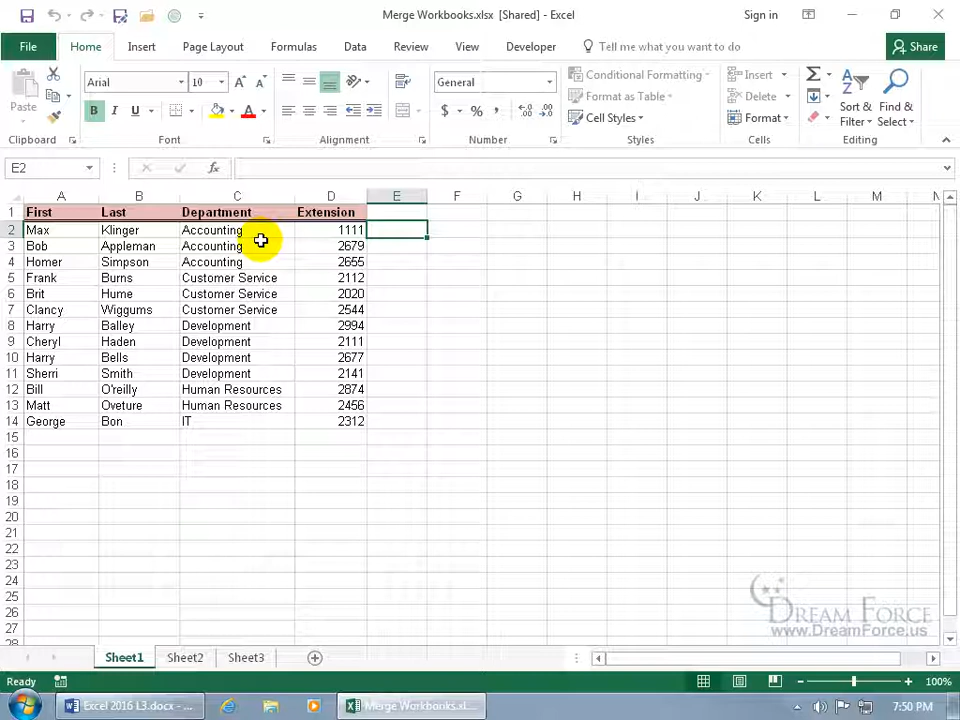 Merge Workbooks.xlsx [Shared] - Excel
Sign in
File Home Insert Page Layout Formulas Data Review View Developer Tell me what you want to do Share
Paste
Arial 10
B I U
A
General
$ % ,
Conditional Formatting
Format as Table
Cell Styles
Insert
Delete
Format
Sort & Filter
Find & Select
Clipboard Font Alignment Number Styles Cells Editing
E2 fx
A B C D E F G H I J K L M N
1 First Last Department Extension
2 Max Klinger Accounting 1111
3 Bob Appleman Accounting 2679
4 Homer Simpson Accounting 2655
5 Frank Burns Customer Service 2112
6 Brit Hume Customer Service 2020
7 Clancy Wiggums Customer Service 2544
8 Harry Balley Development 2994
9 Cheryl Haden Development 2111
10 Harry Bells Development 2677
11 Sherri Smith Development 2141
12 Bill O'reilly Human Resources 2874
13 Matt Oveture Human Resources 2456
14 George Bon IT 2312
15
16
17
18
19
20
21
22
23
24
25
26
27
28
DREAM FORCE
www.DreamForce.us
Sheet1 Sheet2 Sheet3
Ready 100%
Excel 2016 L3.docx - ... Merge Workbooks.xl... 7:50 PM